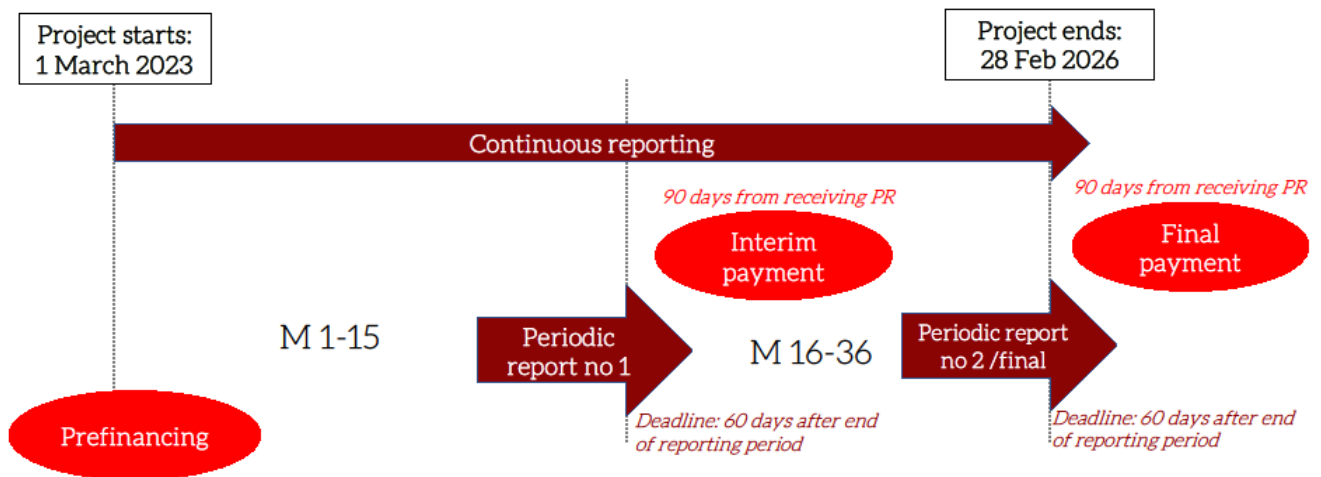 Project starts:
1 March 2023
Project ends:
28 Feb 2026
Continuous reporting
90 days from receiving PR
90 days from receiving PR
Interim
payment
Final
payment
M 1-15
Periodic
report no 1
M 16-36
Periodic report
no 2 /final
Prefinancing
Deadline: 60 days after end
of reporting period
Deadline: 60 days after end
of reporting period